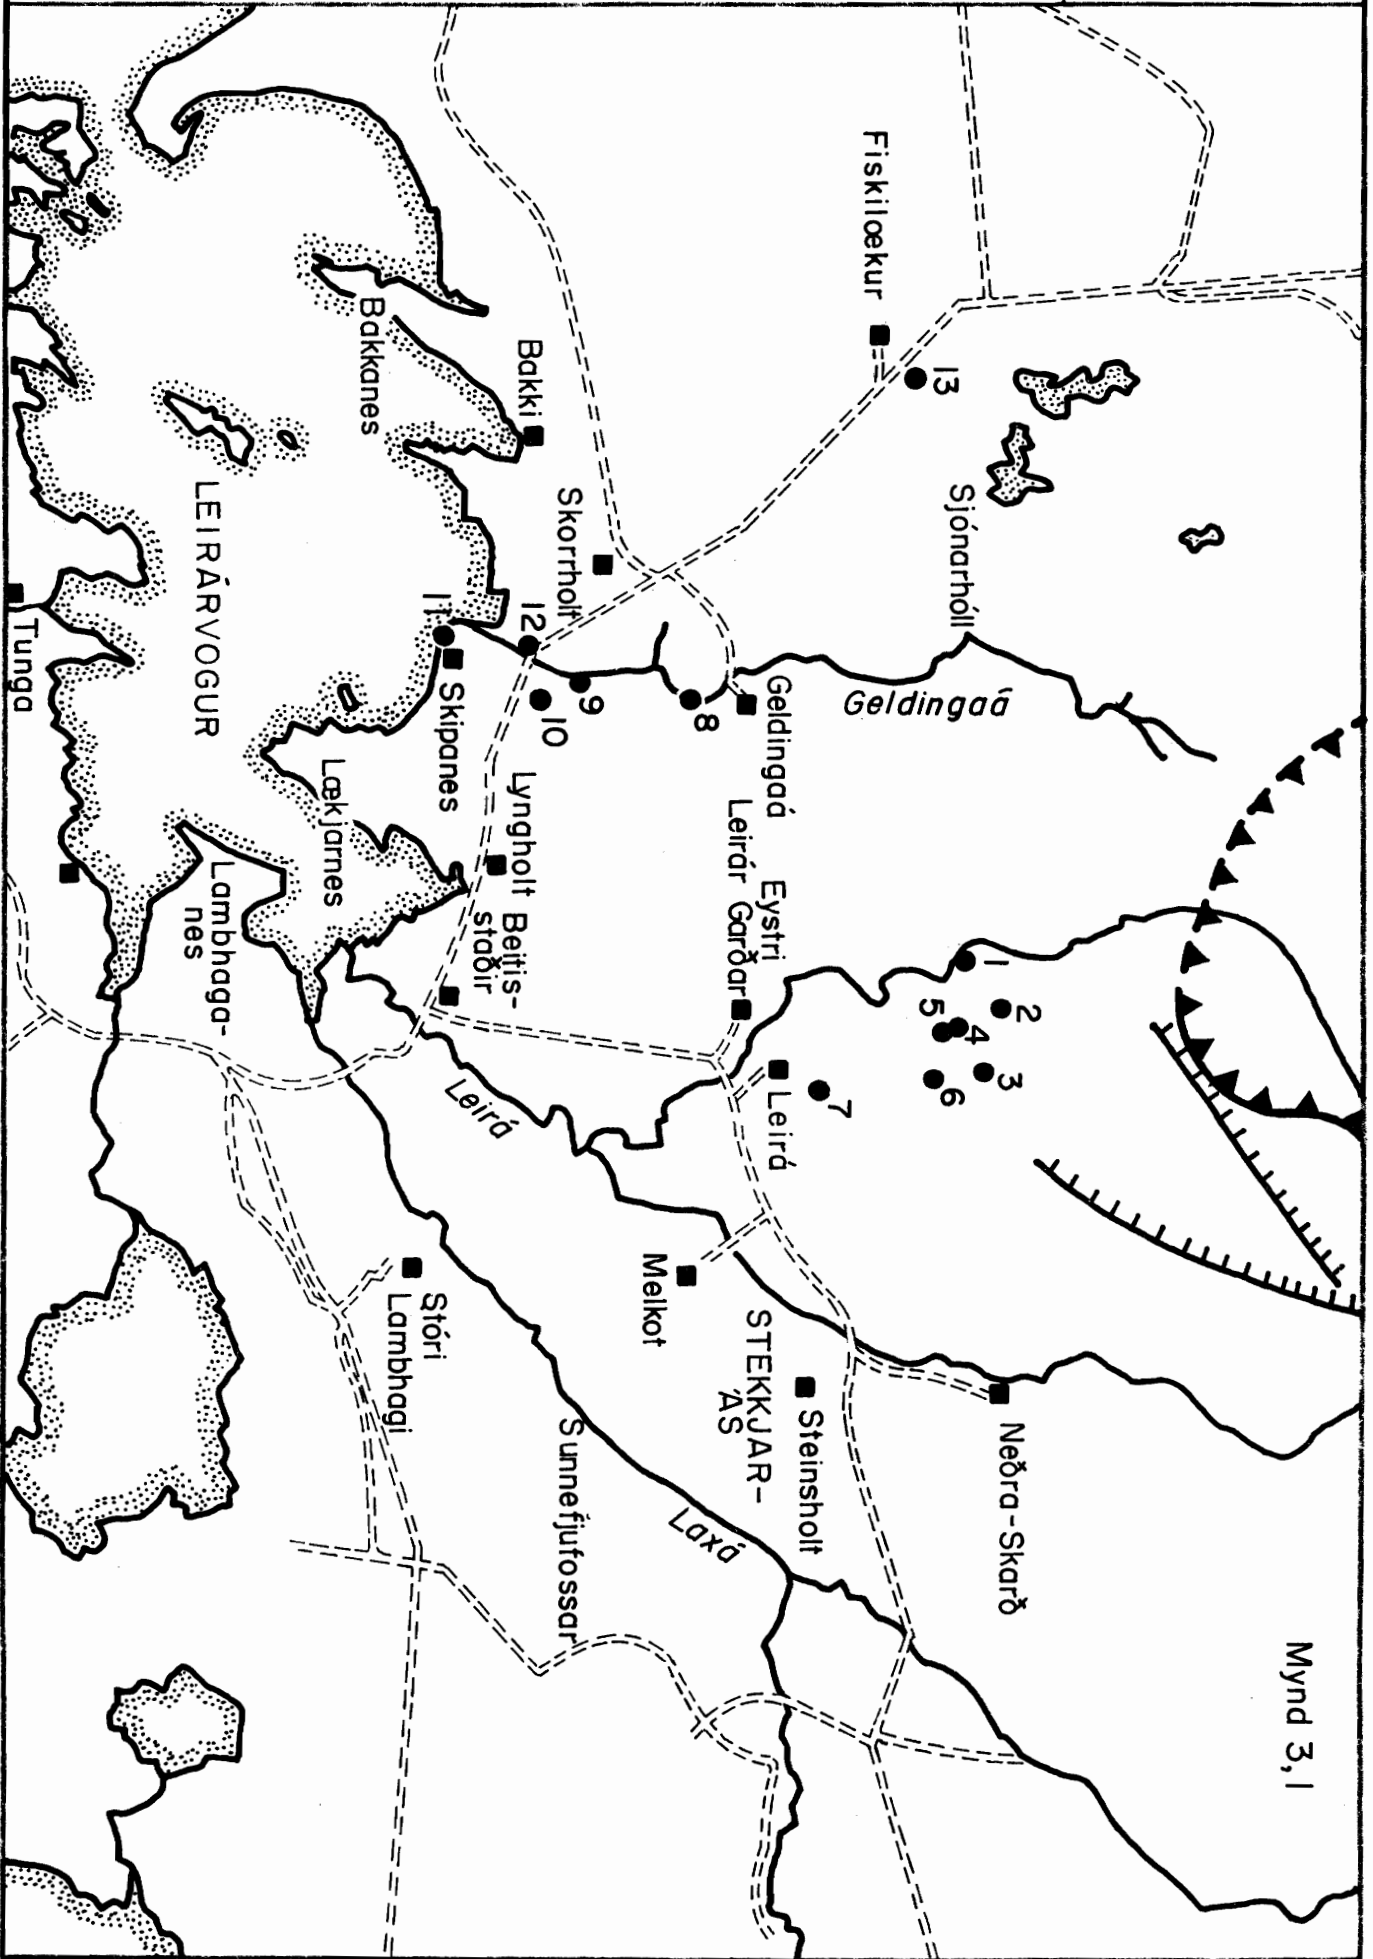 Mynd 3,1
Neðra-Skarð
2
3
1
4
5
6
Sjónarhóll
13
Geldingaá
Fiskilœkur
7
Steinsholt
STEKKJAR-
ÁS
Leirá
Geldingaá
Eystri
Leirár Garðar
8
Laxá
Melkot
9
Skorrholt
Sunnefjufossar
10
12
Bakki
Lyngholt
Beitis-
staðir
Leirá
Skipanes
11
Stóri
Lambhagi
Bakkanes
Lækjarnes
Lambhaga-
nes
LEIRÁRVOGUR
Tunga